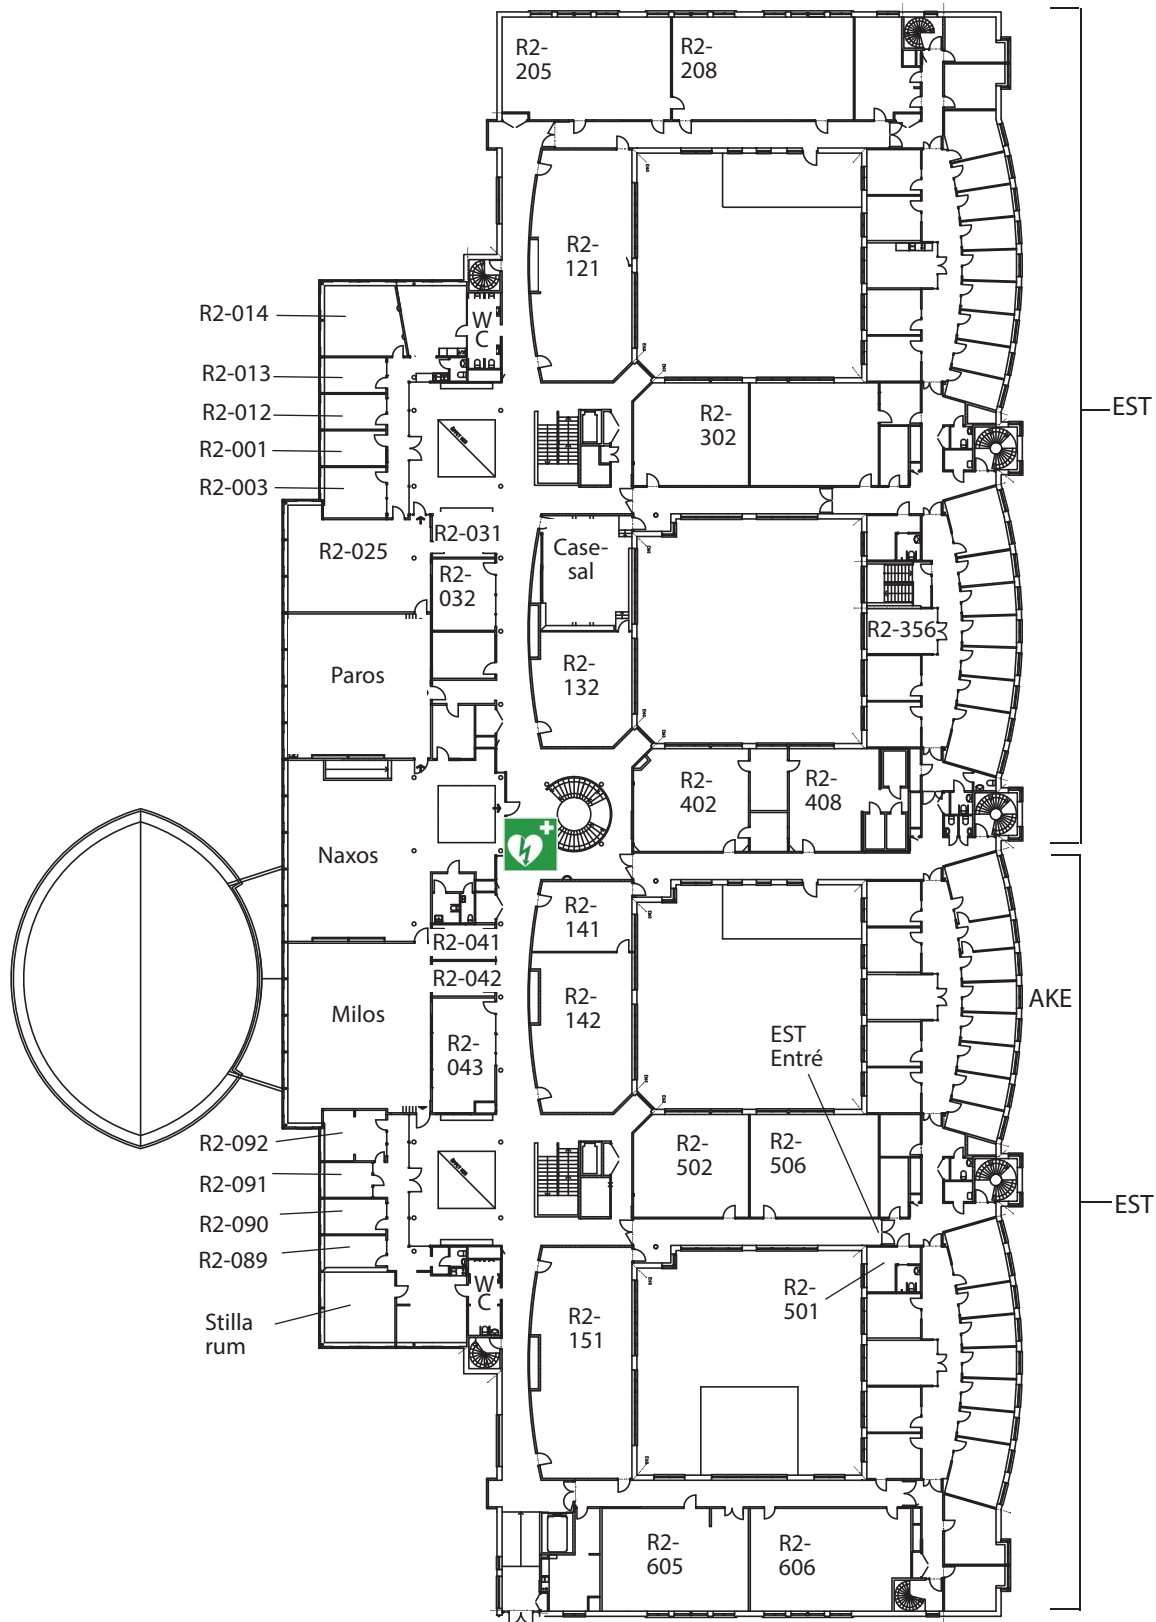 R2-
205
R2-
208
R2-
121
R2-014
W
C
R2-013
R2-012
R2-
302
EST
R2-001
R2-003
R2-025
R2-031
Case-
sal
R2-
032
R2-356
Paros
R2-
132
R2-
402
R2-
408
Naxos
R2-
141
R2-041
R2-042
Milos
R2-
142
AKE
R2-
043
EST
Entré
R2-092
R2-
502
R2-
506
R2-091
EST
R2-090
R2-089
W
C
R2-
501
Stilla
rum
R2-
151
R2-
605
R2-
606